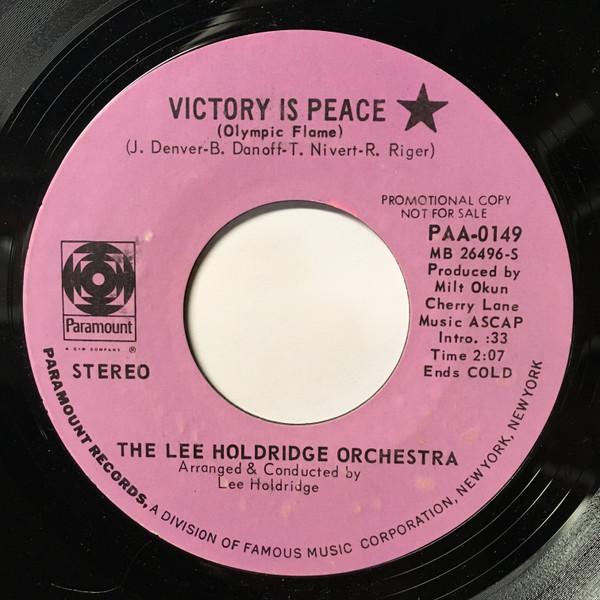 VICTORY IS PEACE ★
(Olympic Flame)
(J. Denver-B. Danoff-T. Nivert-R. Riger)
PROMOTIONAL COPY
NOT FOR SALE
PAA-0149
MB 26496-S
Produced by
Milt Okun
Cherry Lane
Music ASCAP
Intro. :33
Time 2:07
Ends COLD
Paramount
A G+W COMPANY
®
STEREO
THE LEE HOLDRIDGE ORCHESTRA
Arranged & Conducted by
Lee Holdridge
PARAMOUNT RECORDS, A DIVISION OF FAMOUS MUSIC CORPORATION, NEW YORK, NEW YORK